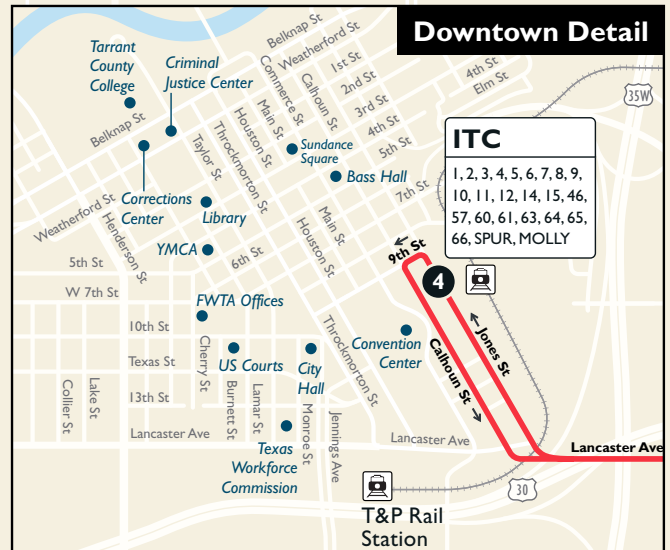 Downtown Detail
Tarrant
County
College
Criminal
Justice Center
Belknap St
Weatherford St
1st St
2nd St
3rd St
4th St
5th St
4th St
Elm St
35W
Commerce St
Calhoun St
Main St
Houston St
Throckmorton St
Taylor St
Belknap St
Sundance
Square
Bass Hall
7th St
ITC
1, 2, 3, 4, 5, 6, 7, 8, 9,
10, 11, 12, 14, 15, 46,
57, 60, 61, 63, 64, 65,
66, SPUR, MOLLY
Weatherford St
Henderson St
Corrections
Center
Library
YMCA
6th St
Main St
Houston St
9th St
4
5th St
W 7th St
FWTA Offices
10th St
Texas St
13th St
Lancaster Ave
Cherry St
US Courts
City
Hall
Throckmorton St
Convention
Center
Calhoun St
Jones St
Collier St
Lake St
Burnett St
Lamar St
Monroe St
Jennings Ave
Lancaster Ave
Lancaster Ave
Texas
Workforce
Commission
30
T&P Rail
Station